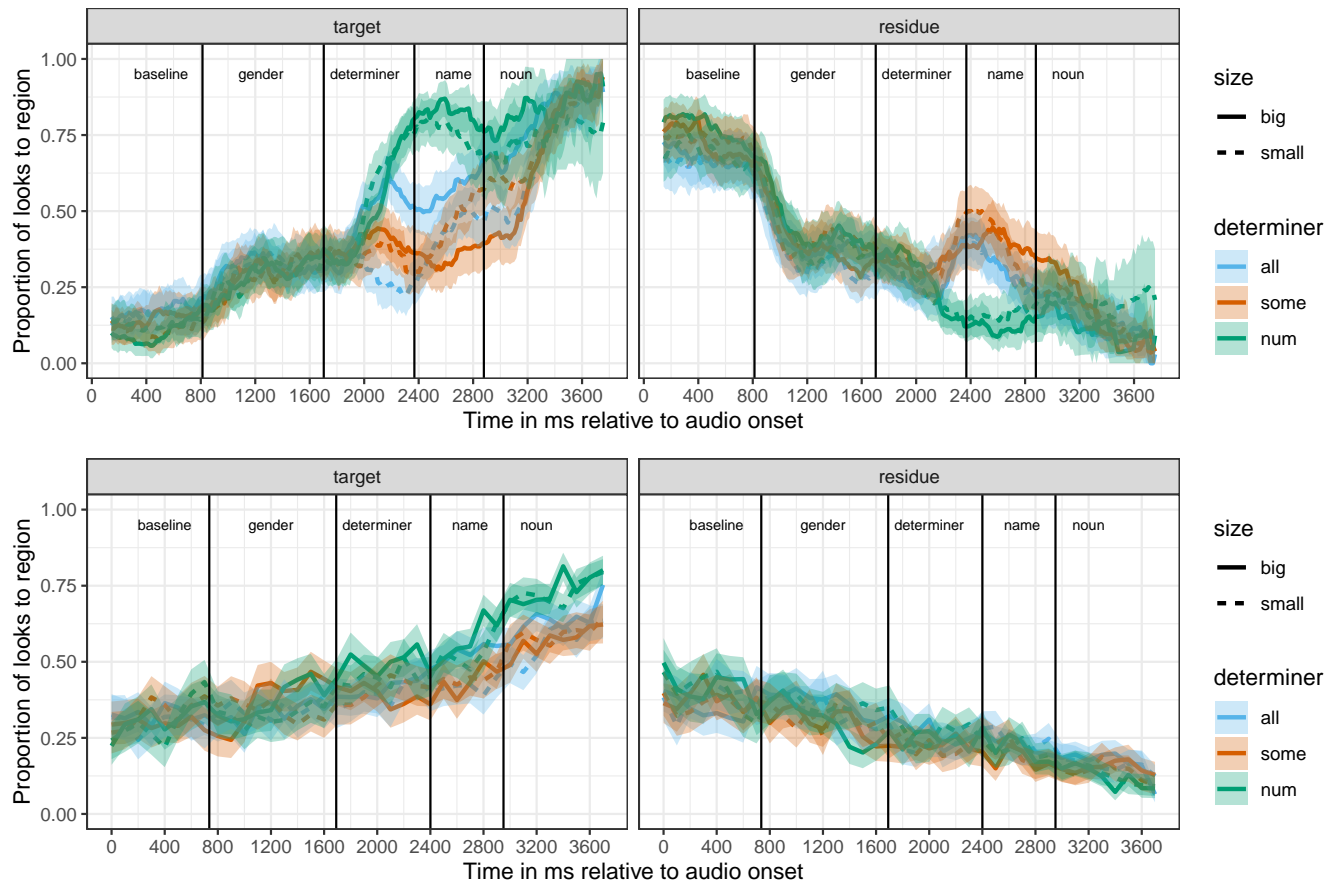 target residue
1.00
0.75
0.50
0.25
0.00
Proportion of looks to region
baseline gender determiner name noun
baseline gender determiner name noun
0 400 800 1200 1600 2000 2400 2800 3200 3600
0 400 800 1200 1600 2000 2400 2800 3200 3600
Time in ms relative to audio onset
size
big
small
determiner
all
some
num
target residue
1.00
0.75
0.50
0.25
0.00
Proportion of looks to region
baseline gender determiner name noun
baseline gender determiner name noun
0 400 800 1200 1600 2000 2400 2800 3200 3600
0 400 800 1200 1600 2000 2400 2800 3200 3600
Time in ms relative to audio onset
size
big
small
determiner
all
some
num